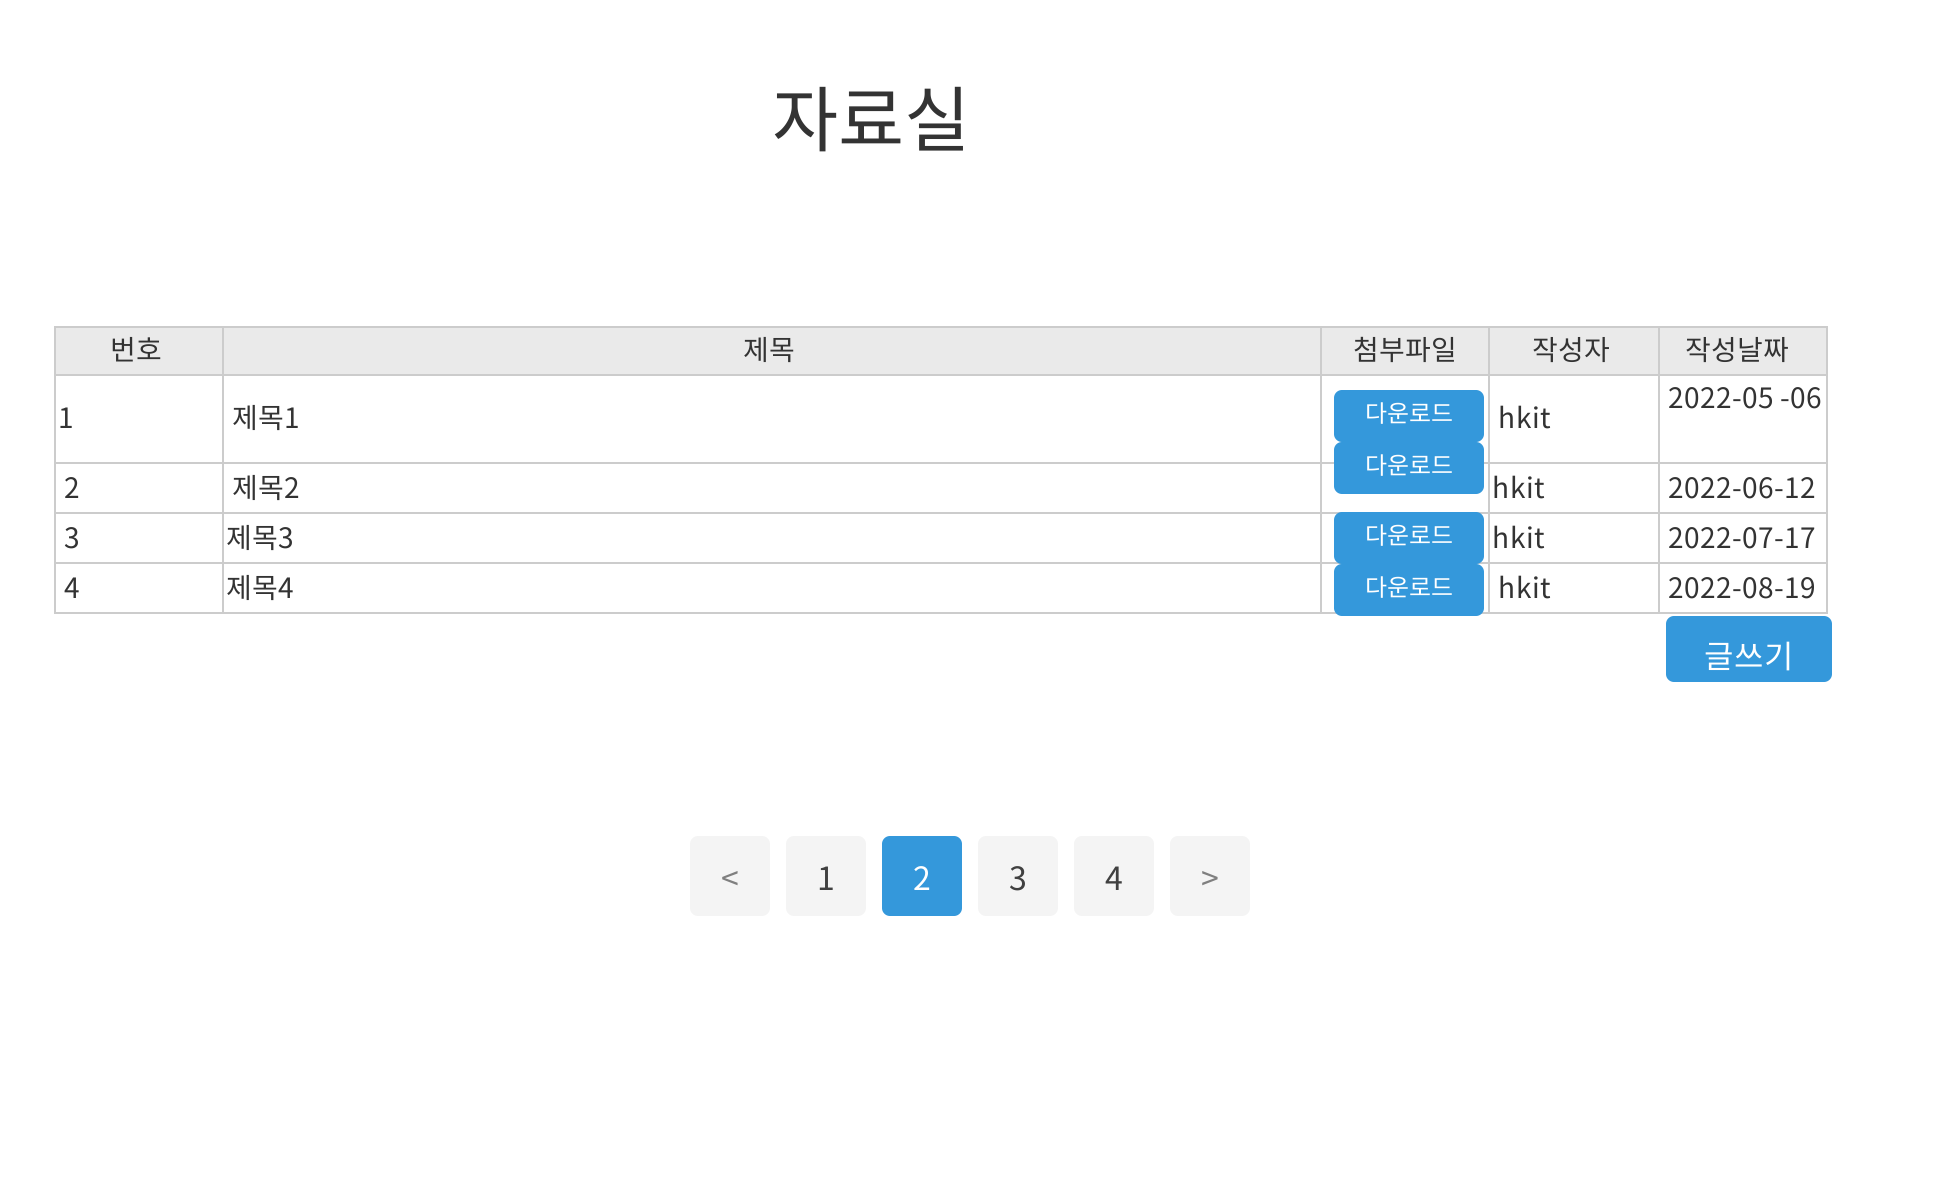 자료실
번호 제목 첨부파일 작성자 작성날짜
1 제목1 다운로드 hkit 2022-05 -06
2 제목2 다운로드 hkit 2022-06-12
3 제목3 다운로드 hkit 2022-07-17
4 제목4 다운로드 hkit 2022-08-19
글쓰기
< 1 2 3 4 >